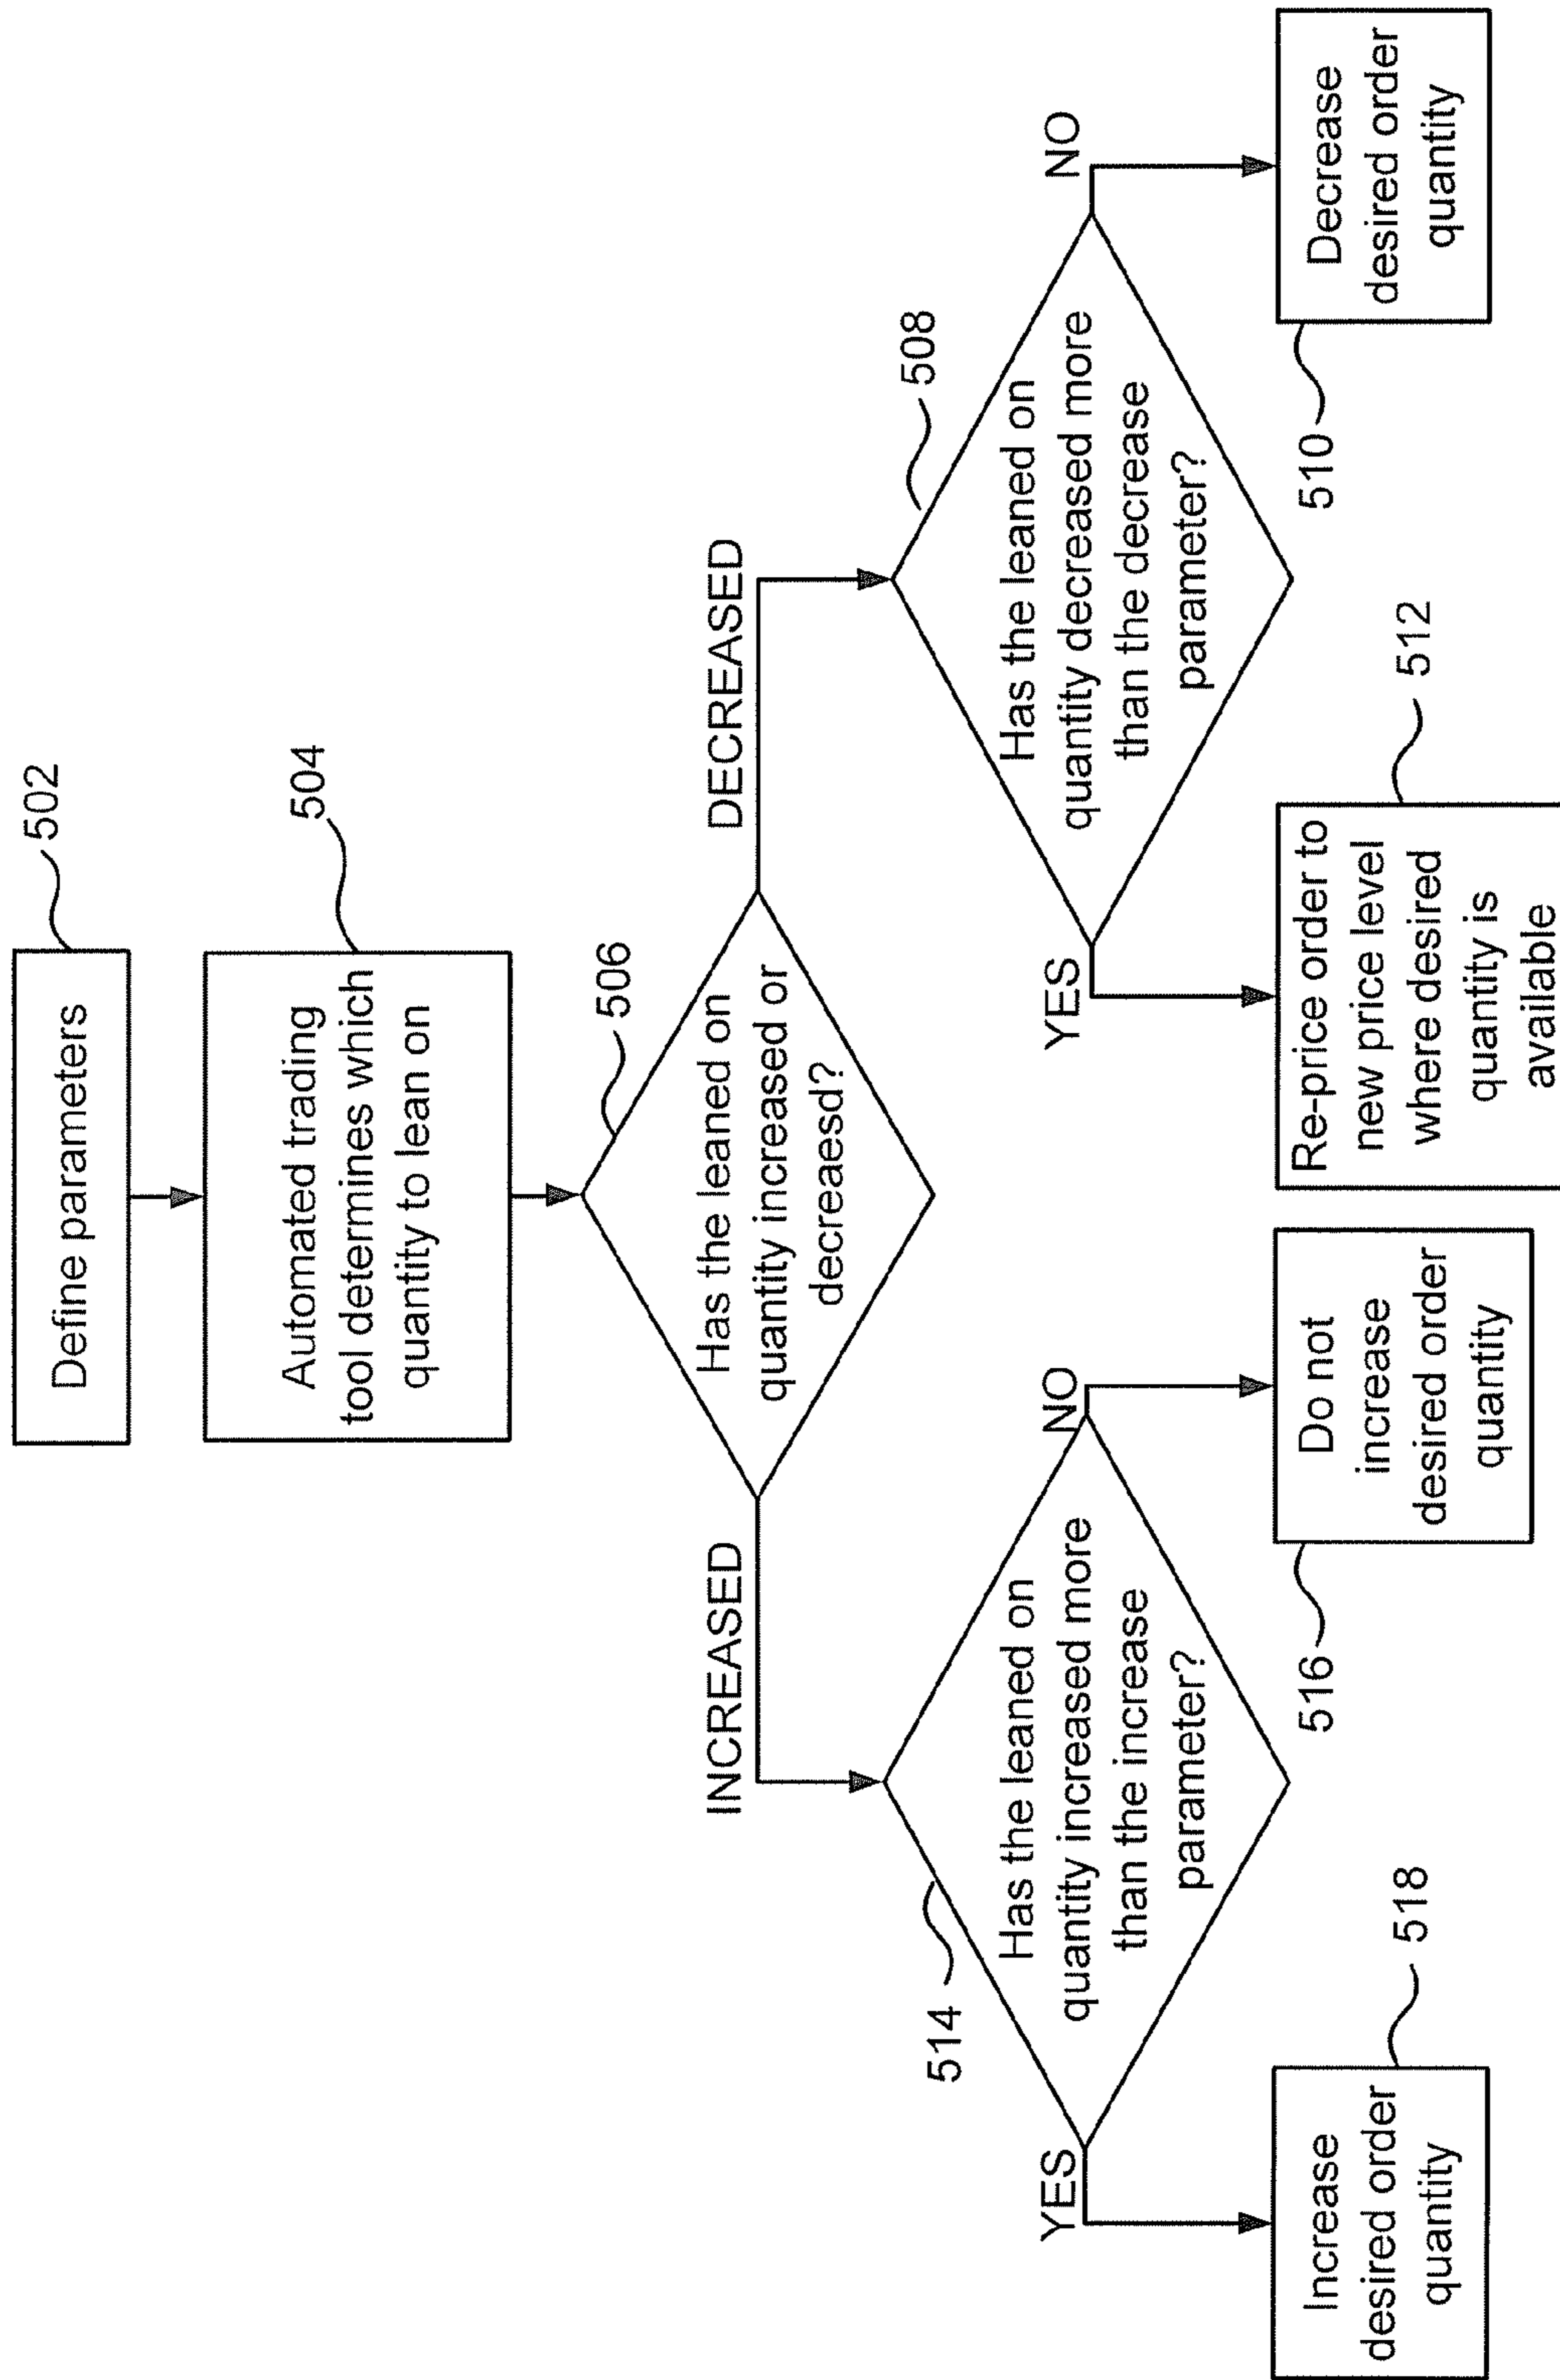 Define parameters
502
Automated trading
tool determines which
quantity to lean on
504
Has the leaned on
quantity increased or
decreaesd?
506
INCREASED
DECREASED
Has the leaned on
quantity increased more
than the increase
parameter?
514
Has the leaned on
quantity decreased more
than the decrease
parameter?
508
YES
NO
YES
NO
Increase
desired order
quantity
518
Do not
increase
desired order
quantity
516
Re-price order to
new price level
where desired
quantity is
available
512
Decrease
desired order
quantity
510